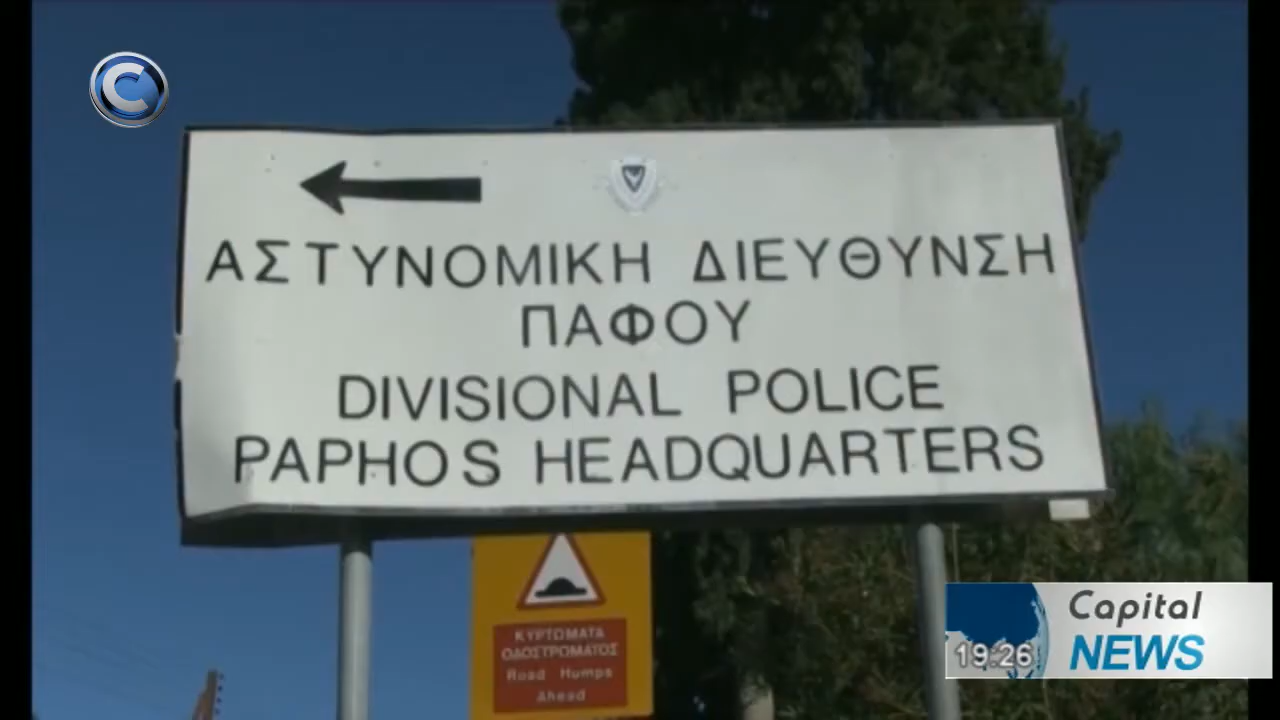 ΑΣΤΥΝΟΜΙΚΗ ΔΙΕΥΘΥΝΣΗ
ΠΑΦΟΥ
DIVISIONAL POLICE
PAPHOS HEADQUARTERS
ΚΥΡΤΩΜΑΤΑ
ΟΔΟΣΤΡΩΜΑΤΟΣ
Road Humps
Ahead
Capital
NEWS
19:26